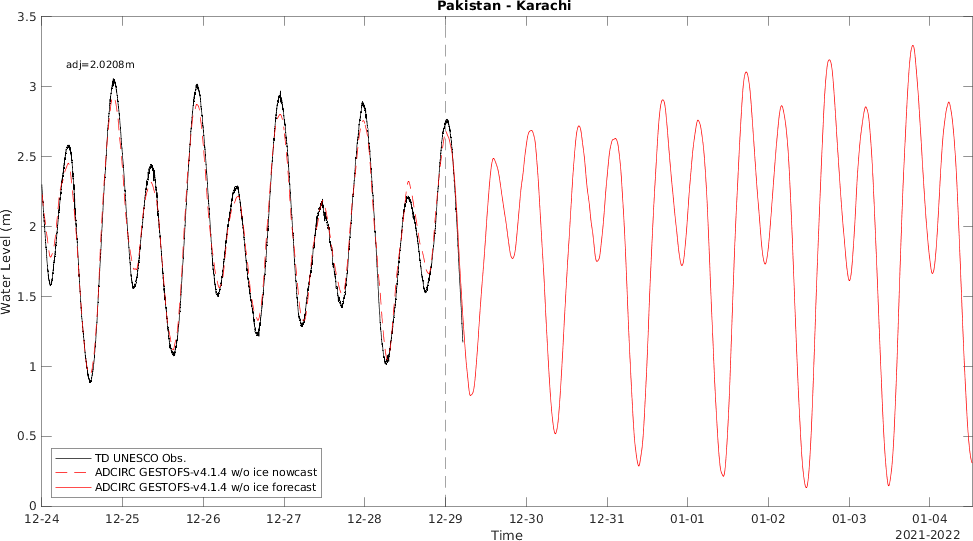 Pakistan - Karachi
3.5
3
2.5
2
1.5
1
0.5
0
Water Level (m)
adj=2.0208m
TD UNESCO Obs.
ADCIRC GESTOFS-v4.1.4 w/o ice nowcast
ADCIRC GESTOFS-v4.1.4 w/o ice forecast
12-24 12-25 12-26 12-27 12-28 12-29 12-30 12-31 01-01 01-02 01-03 01-04
Time
2021-2022